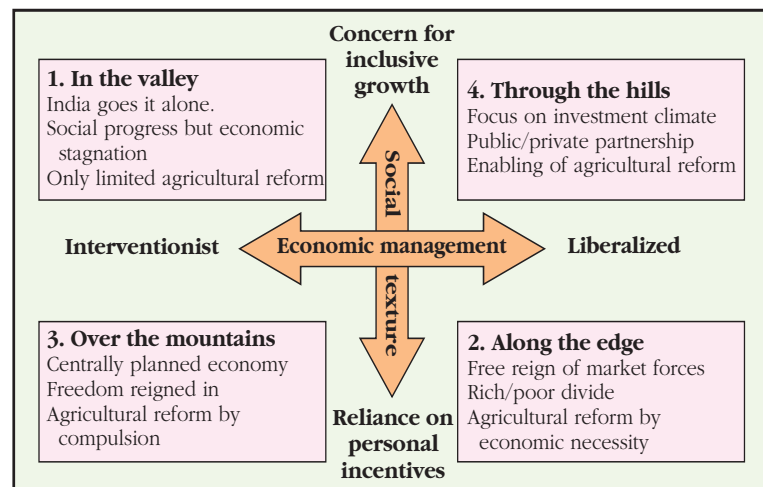 Concern for
inclusive
growth
1. In the valley
India goes it alone.
Social progress but economic
stagnation
Only limited agricultural reform
4. Through the hills
Focus on investment climate
Public/private partnership
Enabling of agricultural reform
Social
texture
Interventionist
Economic management
Liberalized
3. Over the mountains
Centrally planned economy
Freedom reigned in
Agricultural reform by
compulsion
2. Along the edge
Free reign of market forces
Rich/poor divide
Agricultural reform by
economic necessity
Reliance on
personal
incentives